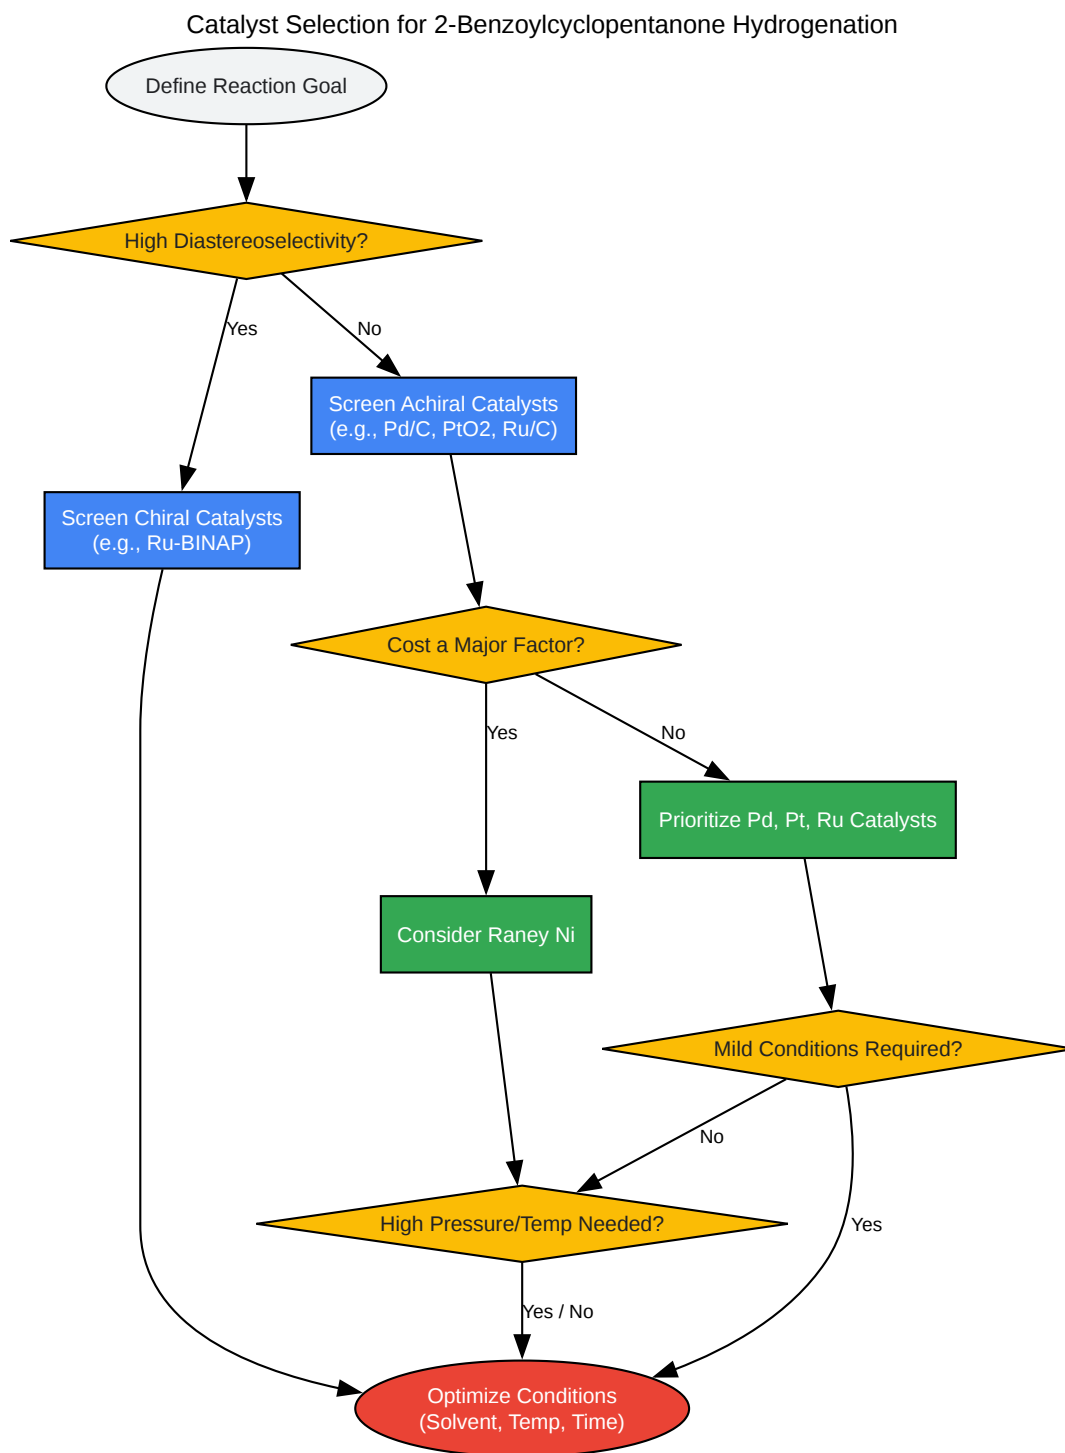 Catalyst Selection for 2-Benzoylcyclopentanone Hydrogenation
Define Reaction Goal
High Diastereoselectivity?
Yes
No
Screen Achiral Catalysts
(e.g., Pd/C, PtO2, Ru/C)
Screen Chiral Catalysts
(e.g., Ru-BINAP)
Cost a Major Factor?
Yes
No
Prioritize Pd, Pt, Ru Catalysts
Consider Raney Ni
Mild Conditions Required?
No
High Pressure/Temp Needed?
Yes
Yes / No
Optimize Conditions
(Solvent, Temp, Time)